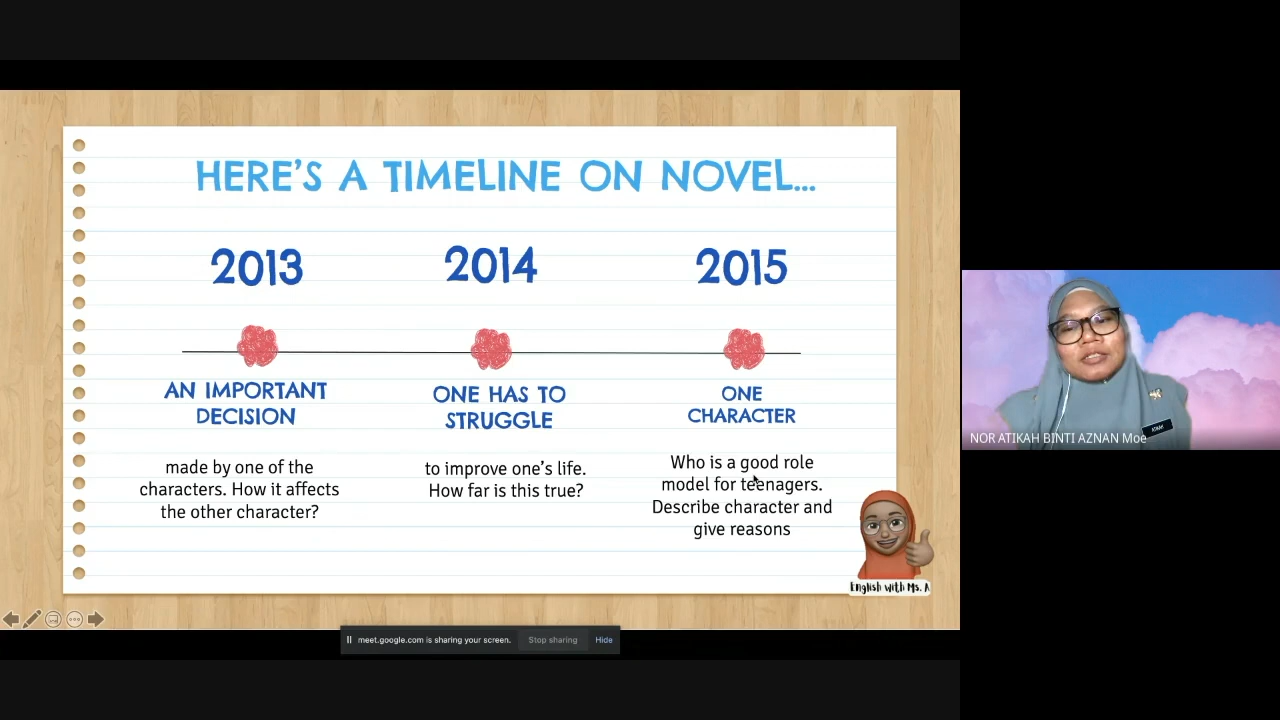 HERE'S A TIMELINE ON NOVEL...
2013
2014
2015
AN IMPORTANT
DECISION
made by one of the
characters. How it affects
the other character?
ONE HAS TO
STRUGGLE
to improve one's life.
How far is this true?
ONE
CHARACTER
Who is a good role
model for teenagers.
Describe character and
give reasons
English with Ms. A
meet.google.com is sharing your screen.
Stop sharing
Hide
NOR ATIKAH BINTI AZNAN Moe